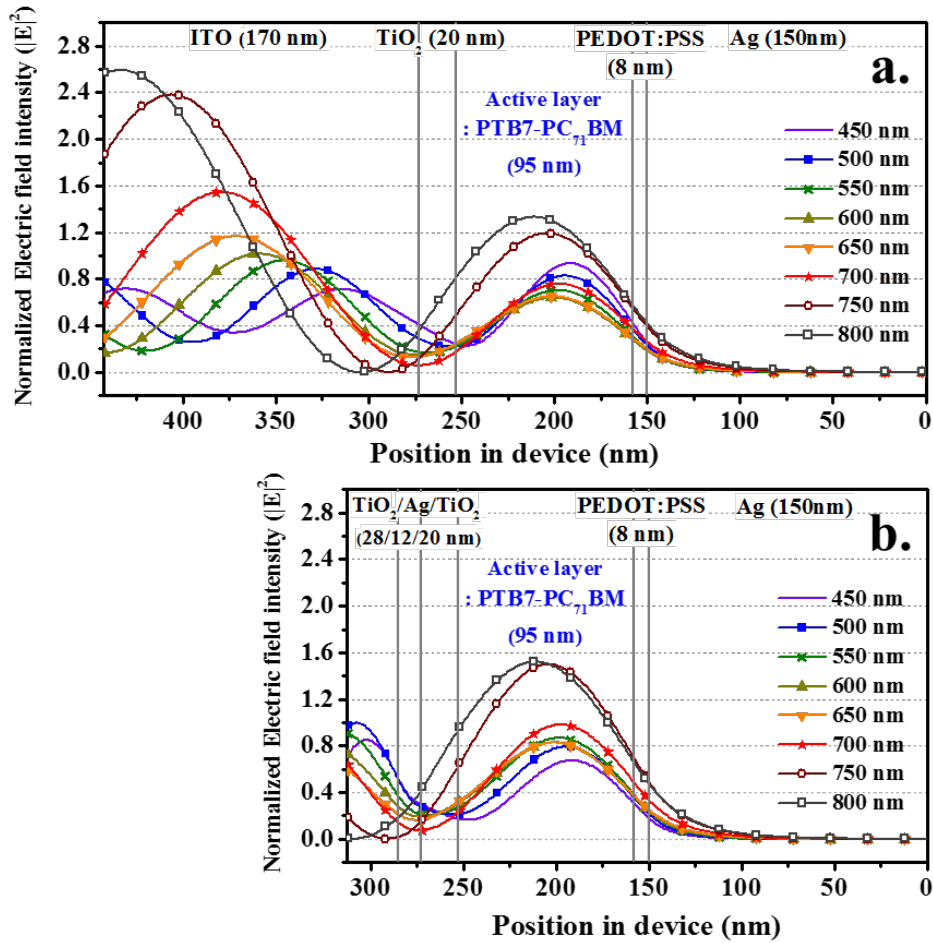 ITO (170 nm) TiO₂ (20 nm) PEDOT:PSS Ag (150nm)
(8 nm) a.
Active layer
: PTB7-PC₇₁BM
(95 nm)
450 nm
500 nm
550 nm
600 nm
650 nm
700 nm
750 nm
800 nm
Normalized Electric field intensity (|E|²)
2.8
2.4
2.0
1.6
1.2
0.8
0.4
0.0
400 350 300 250 200 150 100 50 0
Position in device (nm)
TiO₂/Ag/TiO₂ PEDOT:PSS Ag (150nm)
(28/12/20 nm) (8 nm) b.
Active layer
: PTB7-PC₇₁BM
(95 nm)
450 nm
500 nm
550 nm
600 nm
650 nm
700 nm
750 nm
800 nm
Normalized Electric field intensity (|E|²)
2.8
2.4
2.0
1.6
1.2
0.8
0.4
0.0
300 250 200 150 100 50 0
Position in device (nm)